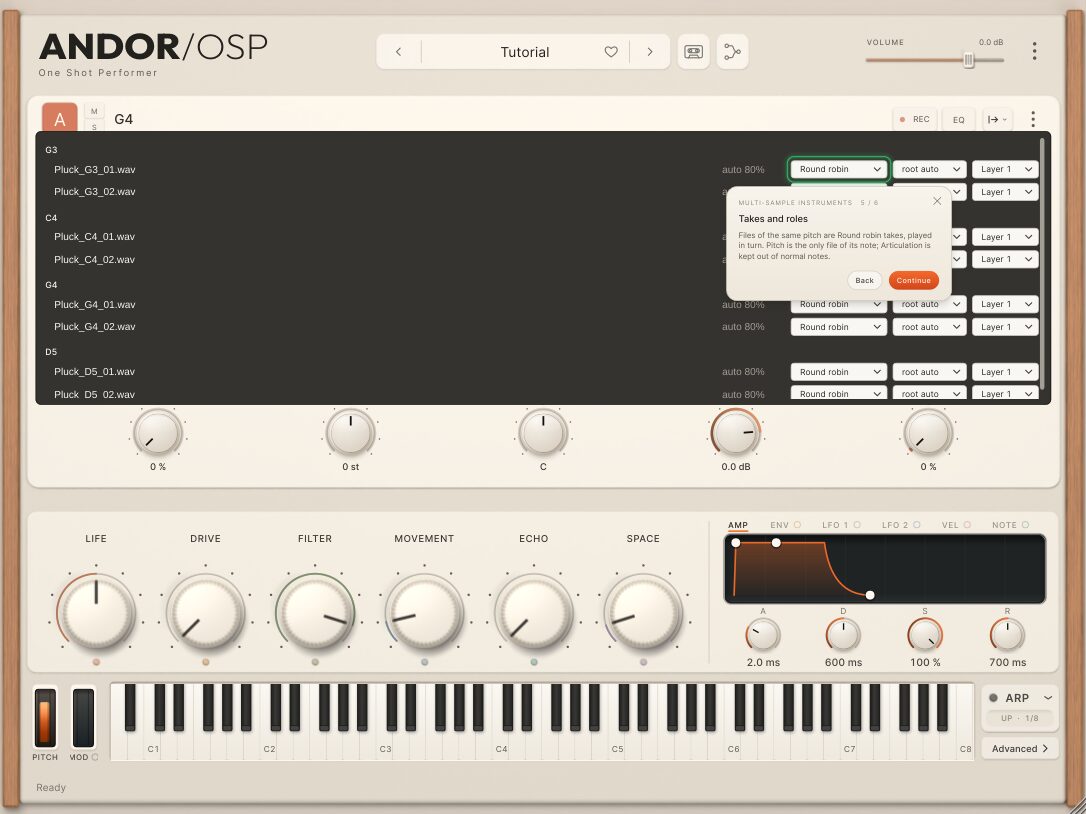 ANDOR/OSP
One Shot Performer
Tutorial
VOLUME 0.0 dB
A
M
S
G4
REC
EQ
G3
Pluck_G3_01.wav auto 80% Round robin root auto Layer 1
Pluck_G3_02.wav Layer 1
C4
Pluck_C4_01.wav Layer 1
Pluck_C4_02.wav Layer 1
G4
Pluck_G4_01.wav auto 80% Round robin root auto Layer 1
Pluck_G4_02.wav auto 80% Round robin root auto Layer 1
D5
Pluck_D5_01.wav auto 80% Round robin root auto Layer 1
Pluck_D5_02.wav auto 80% Round robin root auto Layer 1
MULTI-SAMPLE INSTRUMENTS 5 / 6
Takes and roles
Files of the same pitch are Round robin takes, played
in turn. Pitch is the only file of its note; Articulation is
kept out of normal notes.
Back Continue
0 % 0 st C 0.0 dB 0 %
LIFE DRIVE FILTER MOVEMENT ECHO SPACE
AMP ENV LFO 1 LFO 2 VEL NOTE
A D S R
2.0 ms 600 ms 100 % 700 ms
PITCH MOD
C1 C2 C3 C4 C5 C6 C7 C8
ARP
UP · 1/8
Advanced
Ready